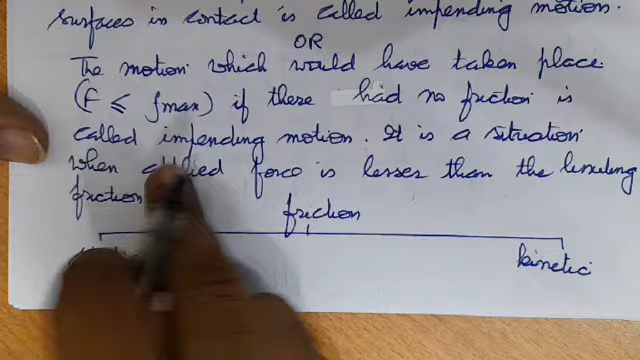 surfaces in contact is called impending motion.
OR
The motion which would have taken place
(F ≤ fmax) if there had no friction is
called impending motion. It is a situation
when applied force is lesser than the limiting
friction
friction
kinetic